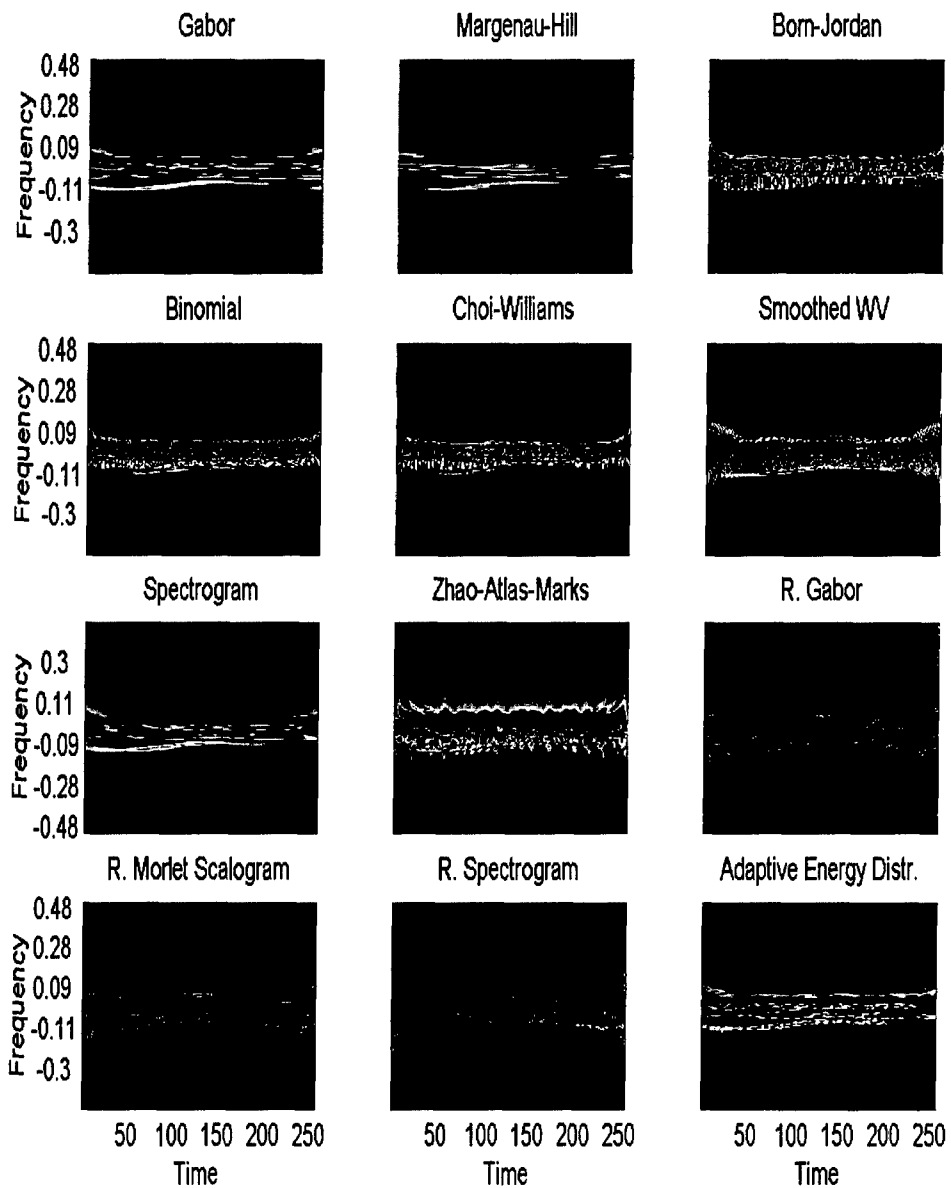 Gabor Margenau-Hill Born-Jordan
0.48
0.28
0.09
-0.11
-0.3
Frequency
Binomial Choi-Williams Smoothed WV
0.48
0.28
0.09
-0.11
-0.3
Frequency
Spectrogram Zhao-Atlas-Marks R. Gabor
0.3
0.11
-0.09
-0.28
-0.48
Frequency
R. Morlet Scalogram R. Spectrogram Adaptive Energy Distr.
0.48
0.28
0.09
-0.11
-0.3
Frequency
50 100 150 200 250 50 100 150 200 250 50 100 150 200 250
Time Time Time